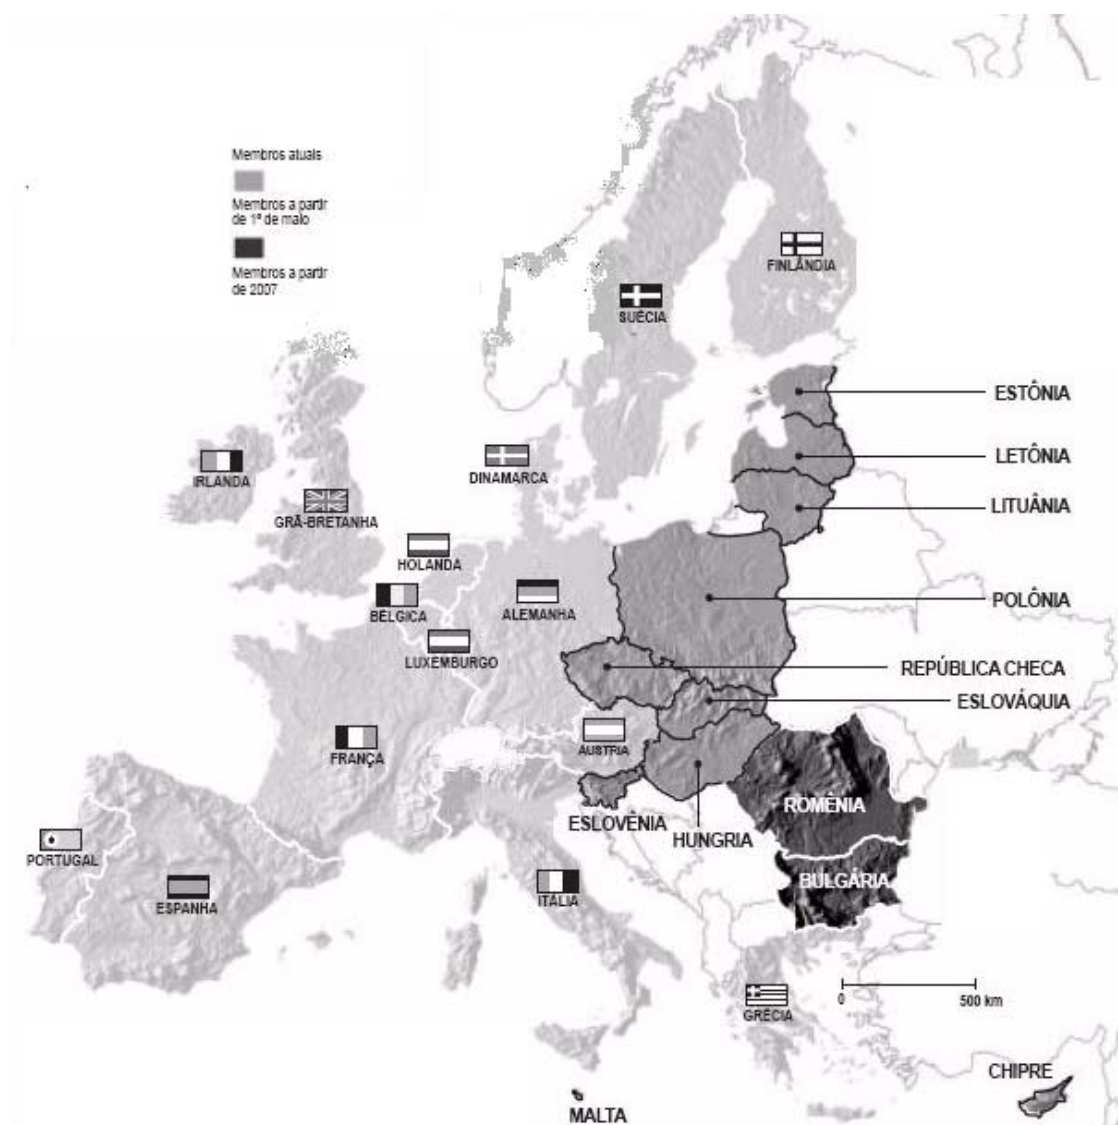 Membros atuais
Membros a partir
de 1º de maio
Membros a partir
de 2007
FINLÂNDIA
SUÉCIA
ESTÔNIA
LETÔNIA
DINAMARCA
IRLANDA
LITUÂNIA
GRÃ-BRETANHA
HOLANDA
POLÔNIA
BÉLGICA
ALEMANHA
LUXEMBURGO
REPÚBLICA CHECA
ESLOVÁQUIA
FRANÇA
ÁUSTRIA
ROMÊNIA
ESLOVÊNIA
HUNGRIA
PORTUGAL
BULGÁRIA
ESPANHA
ITÁLIA
0 500 km
GRÉCIA
CHIPRE
MALTA